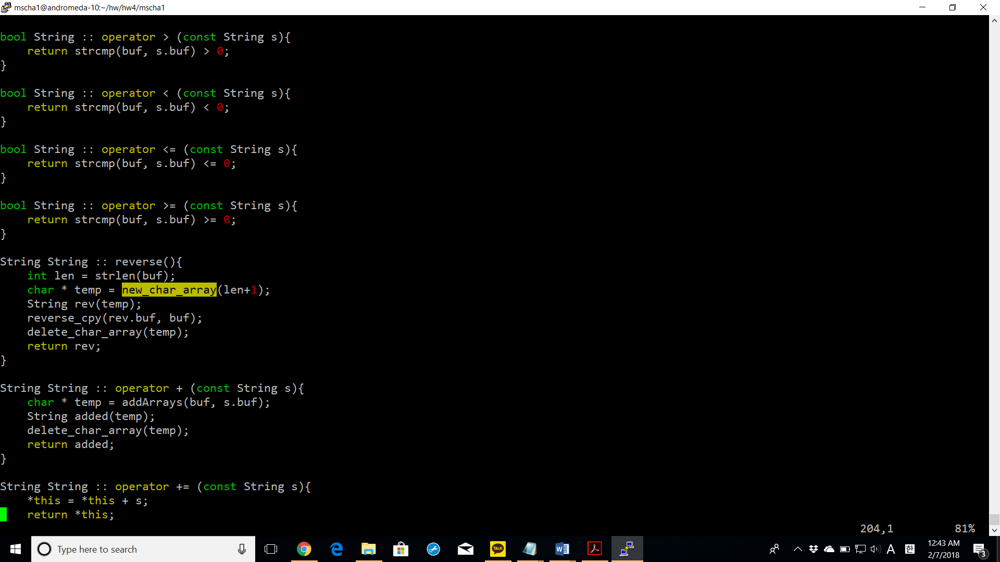 mscha1@andromeda-10:~/hw/hw4/mscha1
bool String :: operator > (const String s){
    return strcmp(buf, s.buf) > 0;
}
bool String :: operator < (const String s){
    return strcmp(buf, s.buf) < 0;
}
bool String :: operator <= (const String s){
    return strcmp(buf, s.buf) <= 0;
}
bool String :: operator >= (const String s){
    return strcmp(buf, s.buf) >= 0;
}
String String :: reverse(){
    int len = strlen(buf);
    char * temp = new_char_array(len+1);
    String rev(temp);
    reverse_cpy(rev.buf, buf);
    delete_char_array(temp);
    return rev;
}
String String :: operator + (const String s){
    char * temp = addArrays(buf, s.buf);
    String added(temp);
    delete_char_array(temp);
    return added;
}
String String :: operator += (const String s){
    *this = *this + s;
    return *this;
204,1 81%
Type here to search
TALK
A 한
12:43 AM
2/7/2018
3